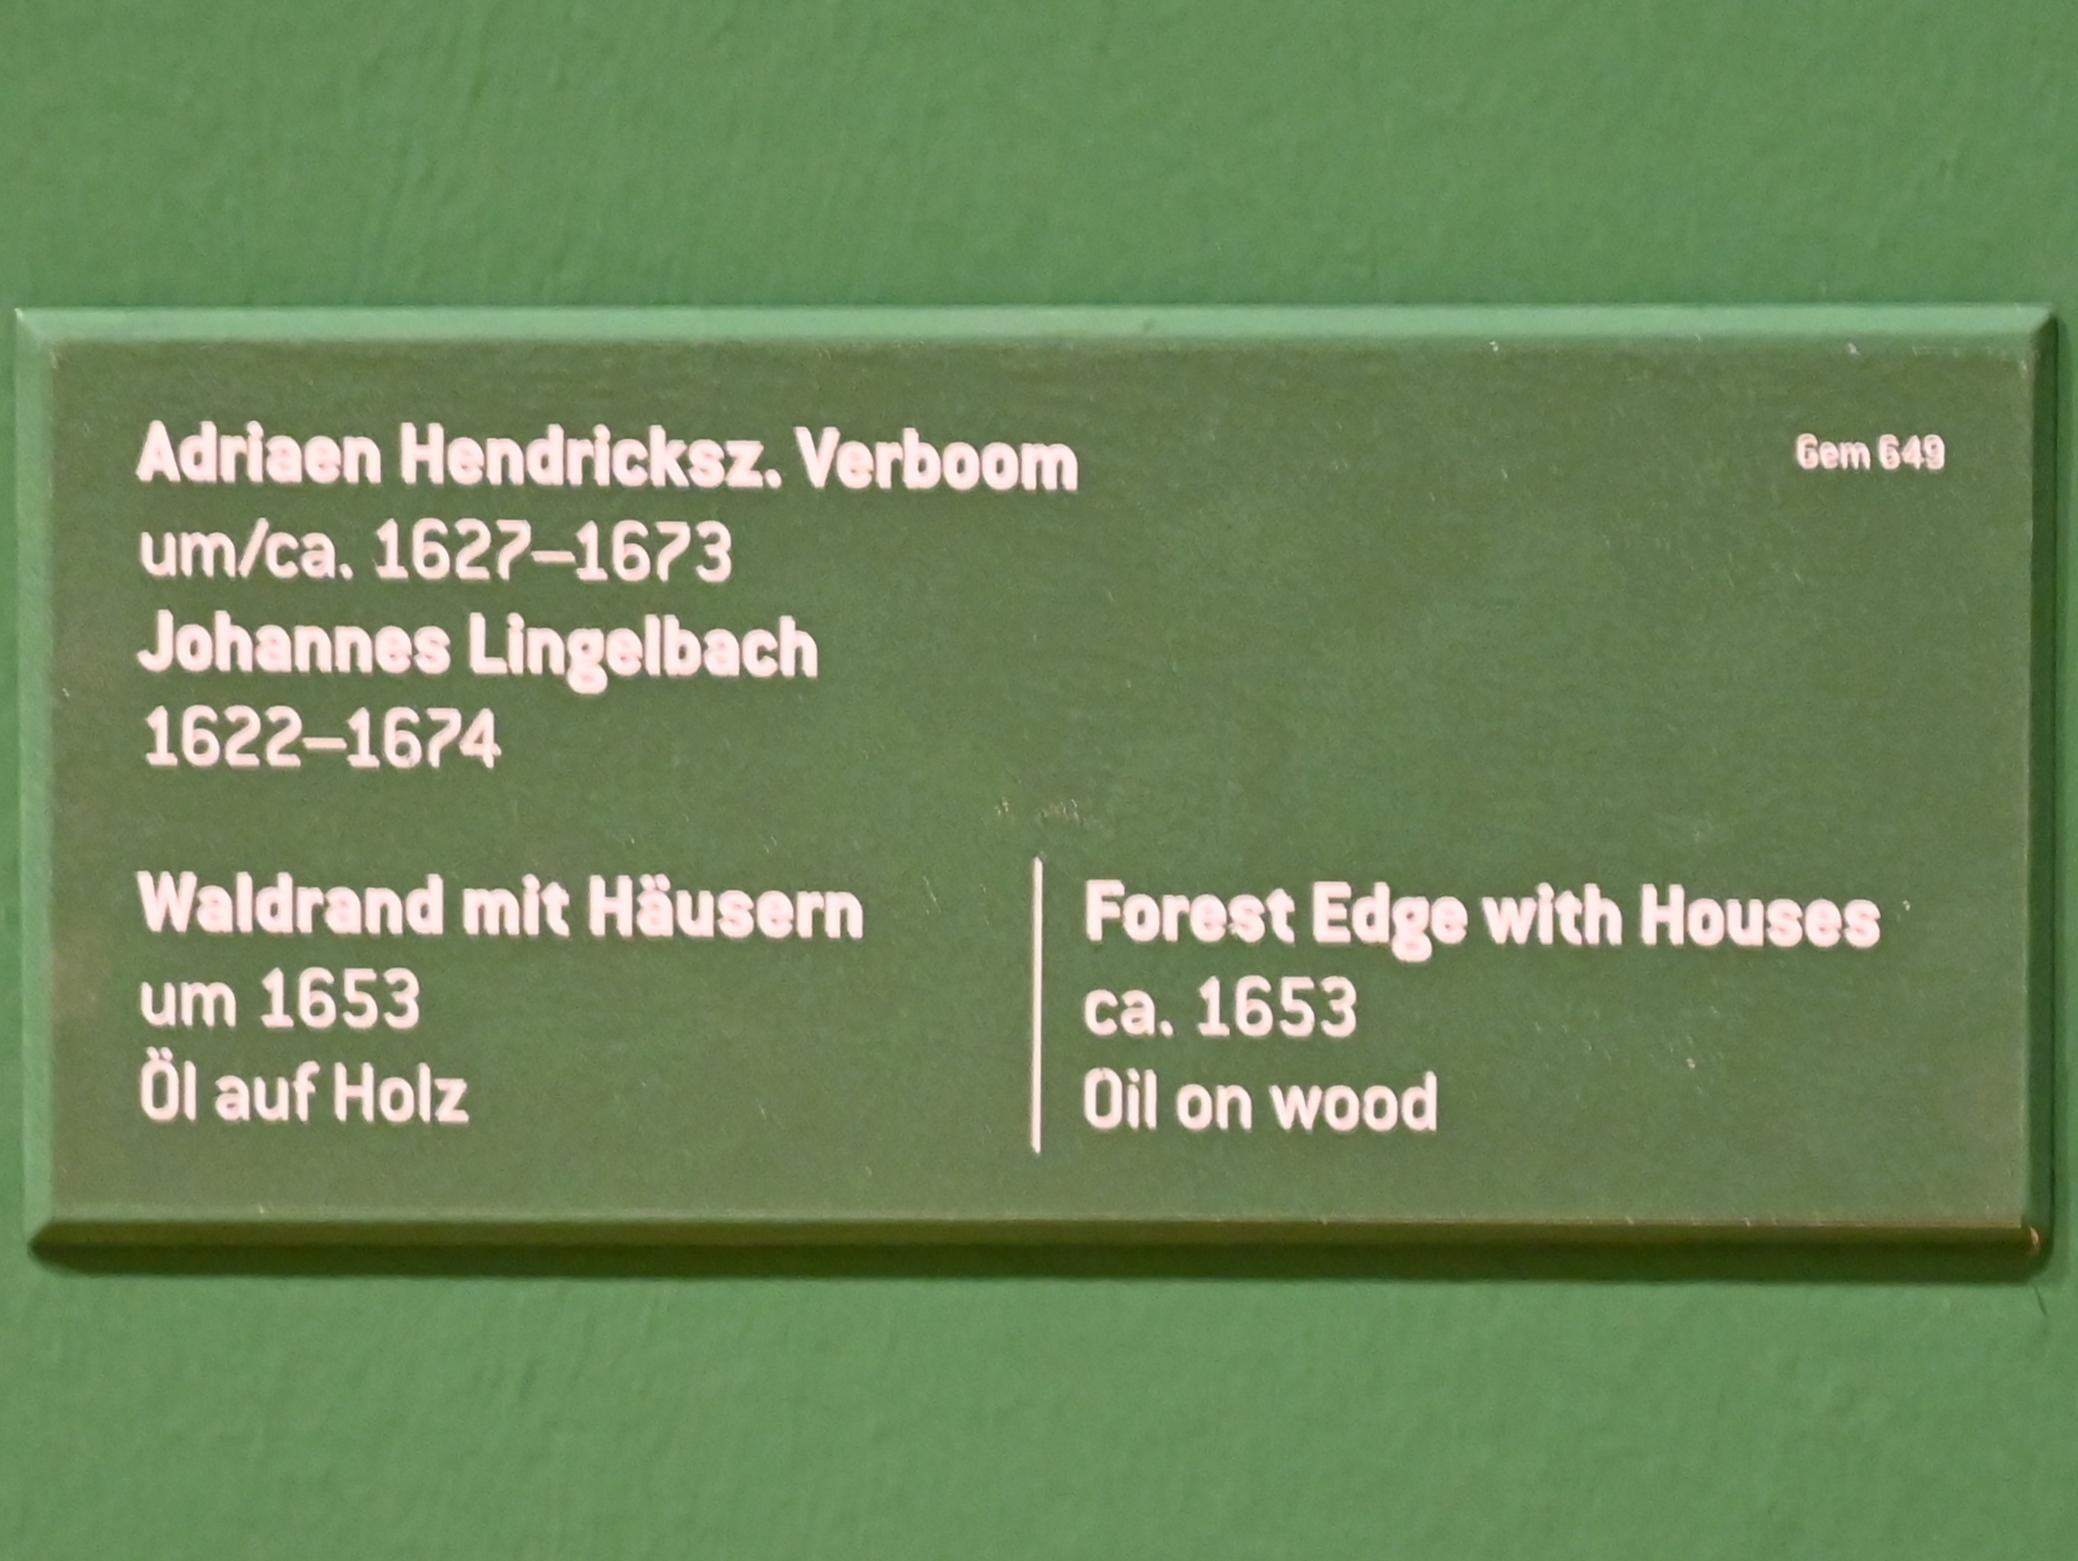 Adriaen Hendricksz. Verboom
Gem 649
um/ca. 1627–1673
Johannes Lingelbach
1622–1674
Waldrand mit Häusern
um 1653
Öl auf Holz
Forest Edge with Houses
ca. 1653
Oil on wood